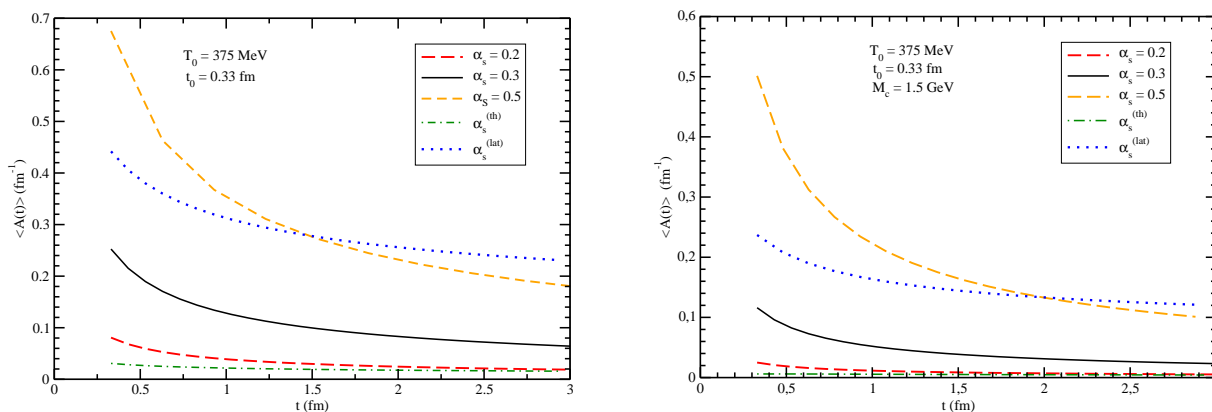 0.7
0.6
0.5
0.4
0.3
0.2
0.1
0
<A(t)> (fm⁻¹)
T₀ = 375 MeV
t₀ = 0.33 fm
αₛ = 0.2
αₛ = 0.3
α_S = 0.5
αₛ^(th)
αₛ^(lat)
0 0.5 1 1.5 2 2.5 3
t (fm)
0,6
0,5
0,4
0,3
0,2
0,1
0
<A(t)> (fm⁻¹)
T₀ = 375 MeV
t₀ = 0.33 fm
M_c = 1.5 GeV
αₛ = 0.2
αₛ = 0.3
αₛ = 0.5
αₛ^(th)
αₛ^(lat)
0 0,5 1 1,5 2 2,5
t (fm)